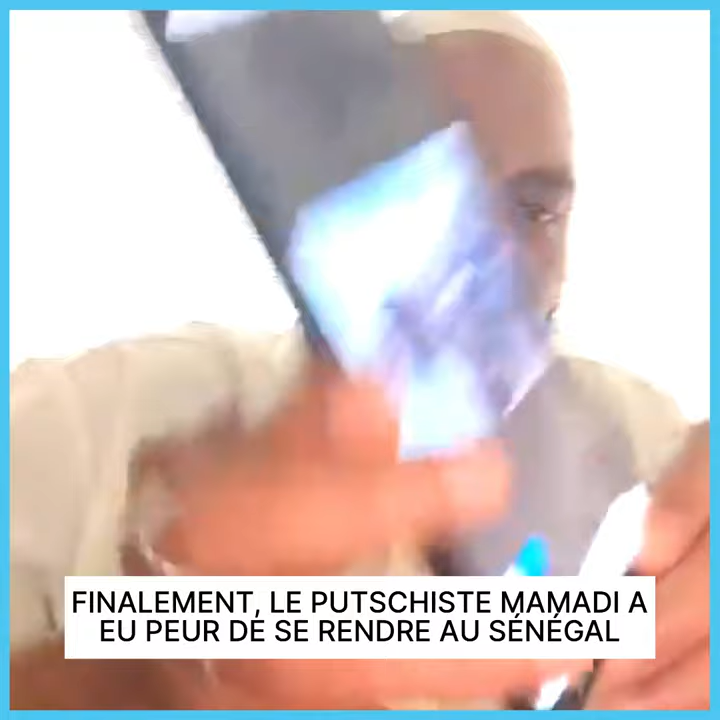 FINALEMENT, LE PUTSCHISTE MAMADI A
EU PEUR DE SE RENDRE AU SÉNÉGAL